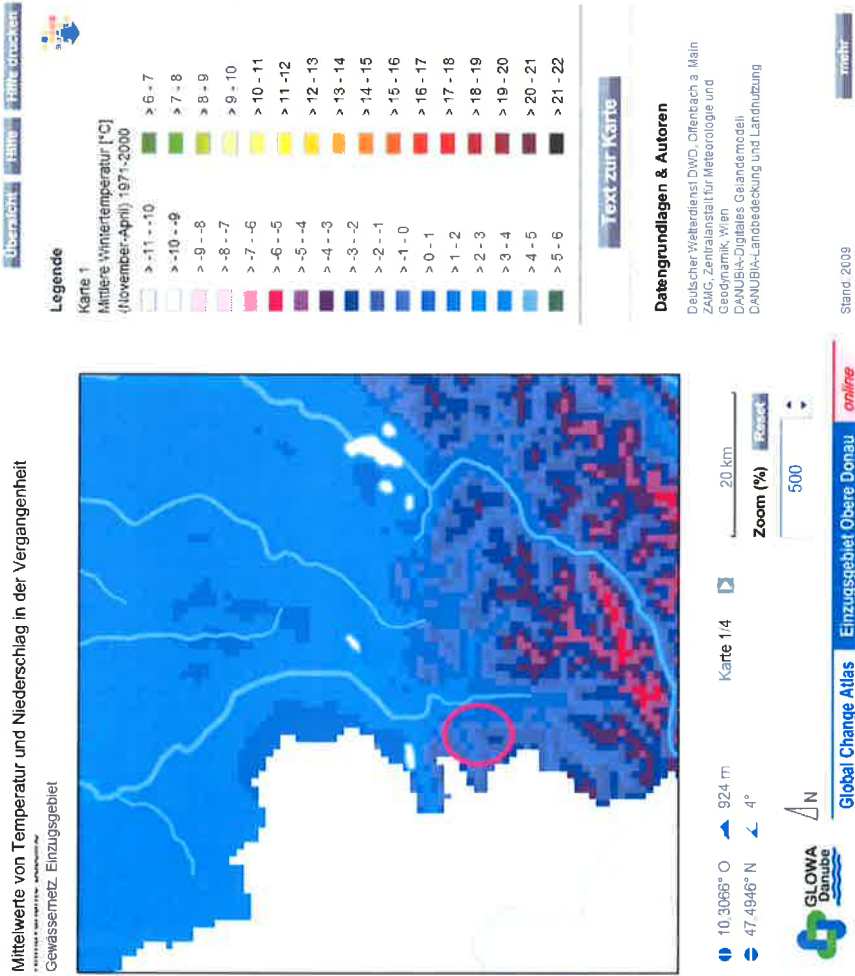 Übersicht Hilfe Hilfe drucken
Mittelwerte von Temperatur und Niederschlag in der Vergangenheit
Gewässernetz, Einzugsgebiet
Legende
Karte 1
Mittlere Wintertemperatur [°C]
(November-April) 1971-2000
> -11 - -10
> -10 - -9
> -9 - -8
> -8 - -7
> -7 - -6
> -6 - -5
> -5 - -4
> -4 - -3
> -3 - -2
> -2 - -1
> -1 - 0
> 0 - 1
> 1 - 2
> 2 - 3
> 3 - 4
> 4 - 5
> 5 - 6
> 6 - 7
> 7 - 8
> 8 - 9
> 9 - 10
> 10 - 11
> 11 - 12
> 12 - 13
> 13 - 14
> 14 - 15
> 15 - 16
> 16 - 17
> 17 - 18
> 18 - 19
> 19 - 20
> 20 - 21
> 21 - 22
Text zur Karte
Datengrundlagen & Autoren
Deutscher Wetterdienst DWD, Offenbach a. Main
ZAMG, Zentralanstalt für Meteorologie und
Geodynamik, Wien
DANUBIA-Digitales Geländemodell
DANUBIA-Landbedeckung und Landnutzung
mehr
Stand: 2009
10.3066° O 924 m
47.4946° N 4°
Karte 1/4
20 km
Zoom (%) Reset
500
N
GLOWA
Danube
Global Change Atlas Einzugsgebiet Obere Donau online